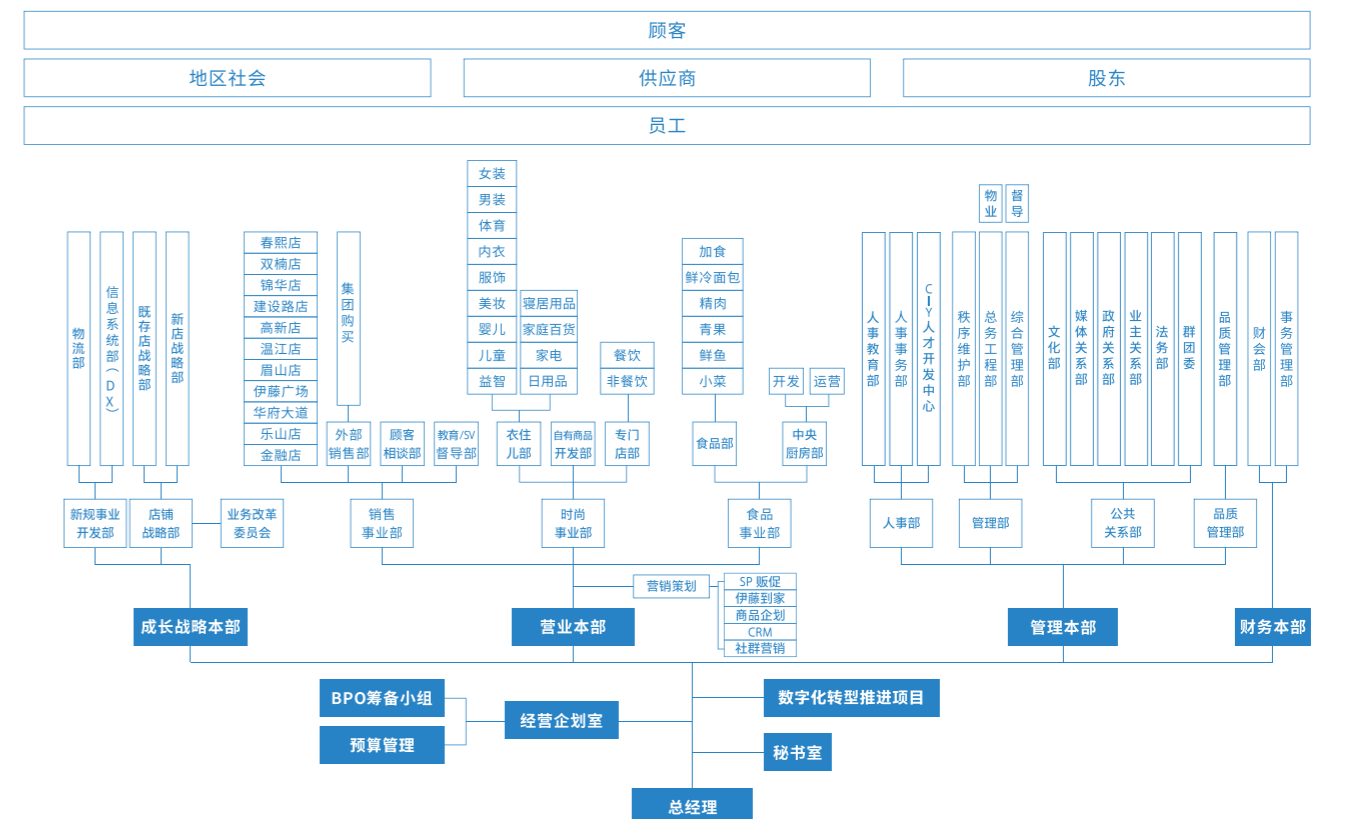 顾客
地区社会
供应商
股东
员工
物流部
信息系统部（DX）
既存店战略部
新店战略部
春熙店
双楠店
锦华店
建设路店
高新店
温江店
眉山店
伊藤广场
华府大道
乐山店
金融店
集团购买
外部
销售部
顾客
相谈部
教育/SV
督导部
女装
男装
体育
内衣
服饰
美妆
婴儿
儿童
益智
寝居用品
家庭百货
家电
日用品
餐饮
非餐饮
衣住
儿部
自有商品
开发部
专门
店部
加食
鲜冷面包
精肉
青果
鲜鱼
小菜
开发
运营
食品部
中央
厨房部
人事教育部
人事事务部
CIY人才开发中心
物业
督导
秩序维护部
总务工程部
综合管理部
文化部
媒体关系部
政府关系部
业主关系部
法务部
群团委
品质管理部
财会部
事务管理部
新规事业
开发部
店铺
战略部
业务改革
委员会
销售
事业部
时尚
事业部
食品
事业部
人事部
管理部
公共
关系部
品质
管理部
营销策划
SP 贩促
伊藤到家
商品企划
CRM
社群营销
成长战略本部
营业本部
管理本部
财务本部
BPO筹备小组
预算管理
经营企划室
数字化转型推进项目
秘书室
总经理